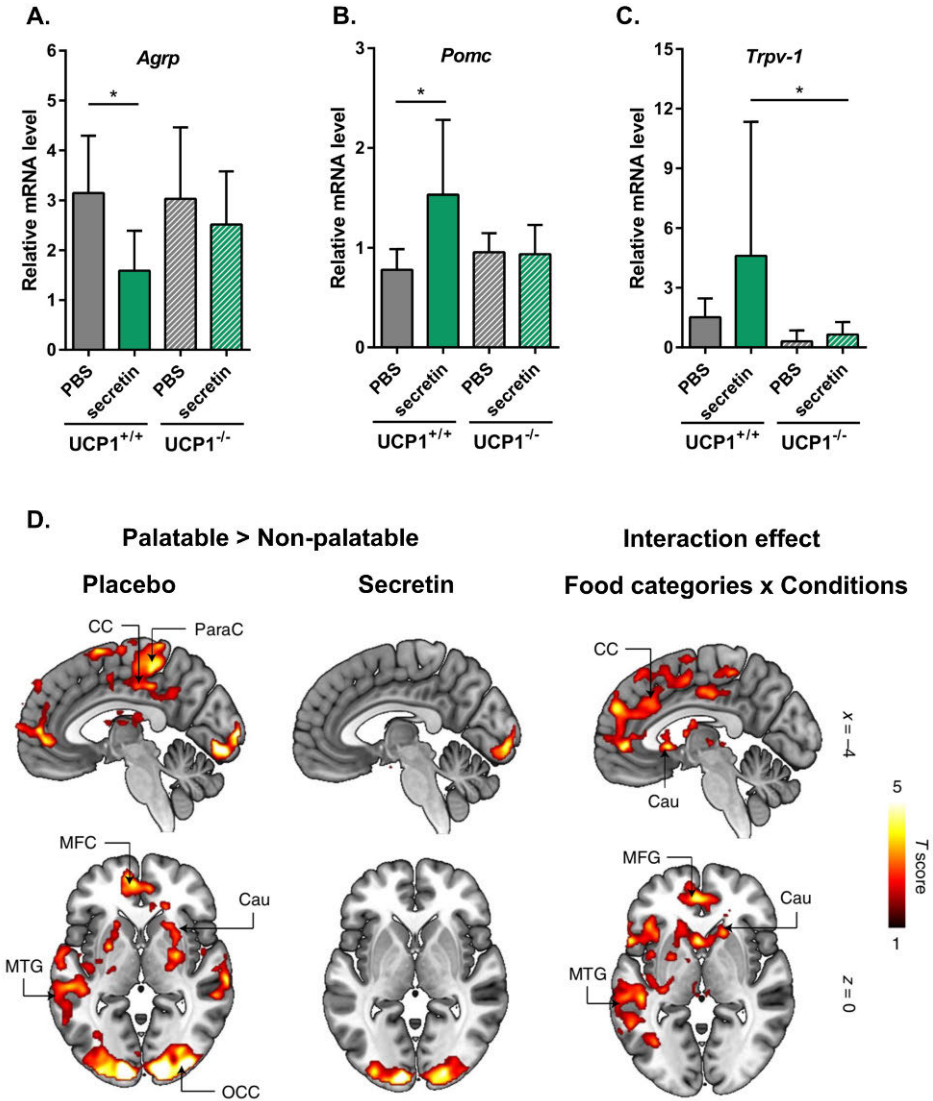 A.
Agrp
Relative mRNA level
6
5
4
3
2
1
0
*
PBS
secretin
PBS
secretin
UCP1+/+
UCP1-/-
B.
Pomc
Relative mRNA level
3
2
1
0
*
PBS
secretin
PBS
secretin
UCP1+/+
UCP1-/-
C.
Trpv-1
Relative mRNA level
15
12
9
6
3
0
*
PBS
secretin
PBS
secretin
UCP1+/+
UCP1-/-
D.
Palatable > Non-palatable
Interaction effect
Placebo
Secretin
Food categories x Conditions
CC
ParaC
CC
Cau
x = –4
MFC
Cau
MTG
OCC
MFG
Cau
MTG
z = 0
5
T score
1